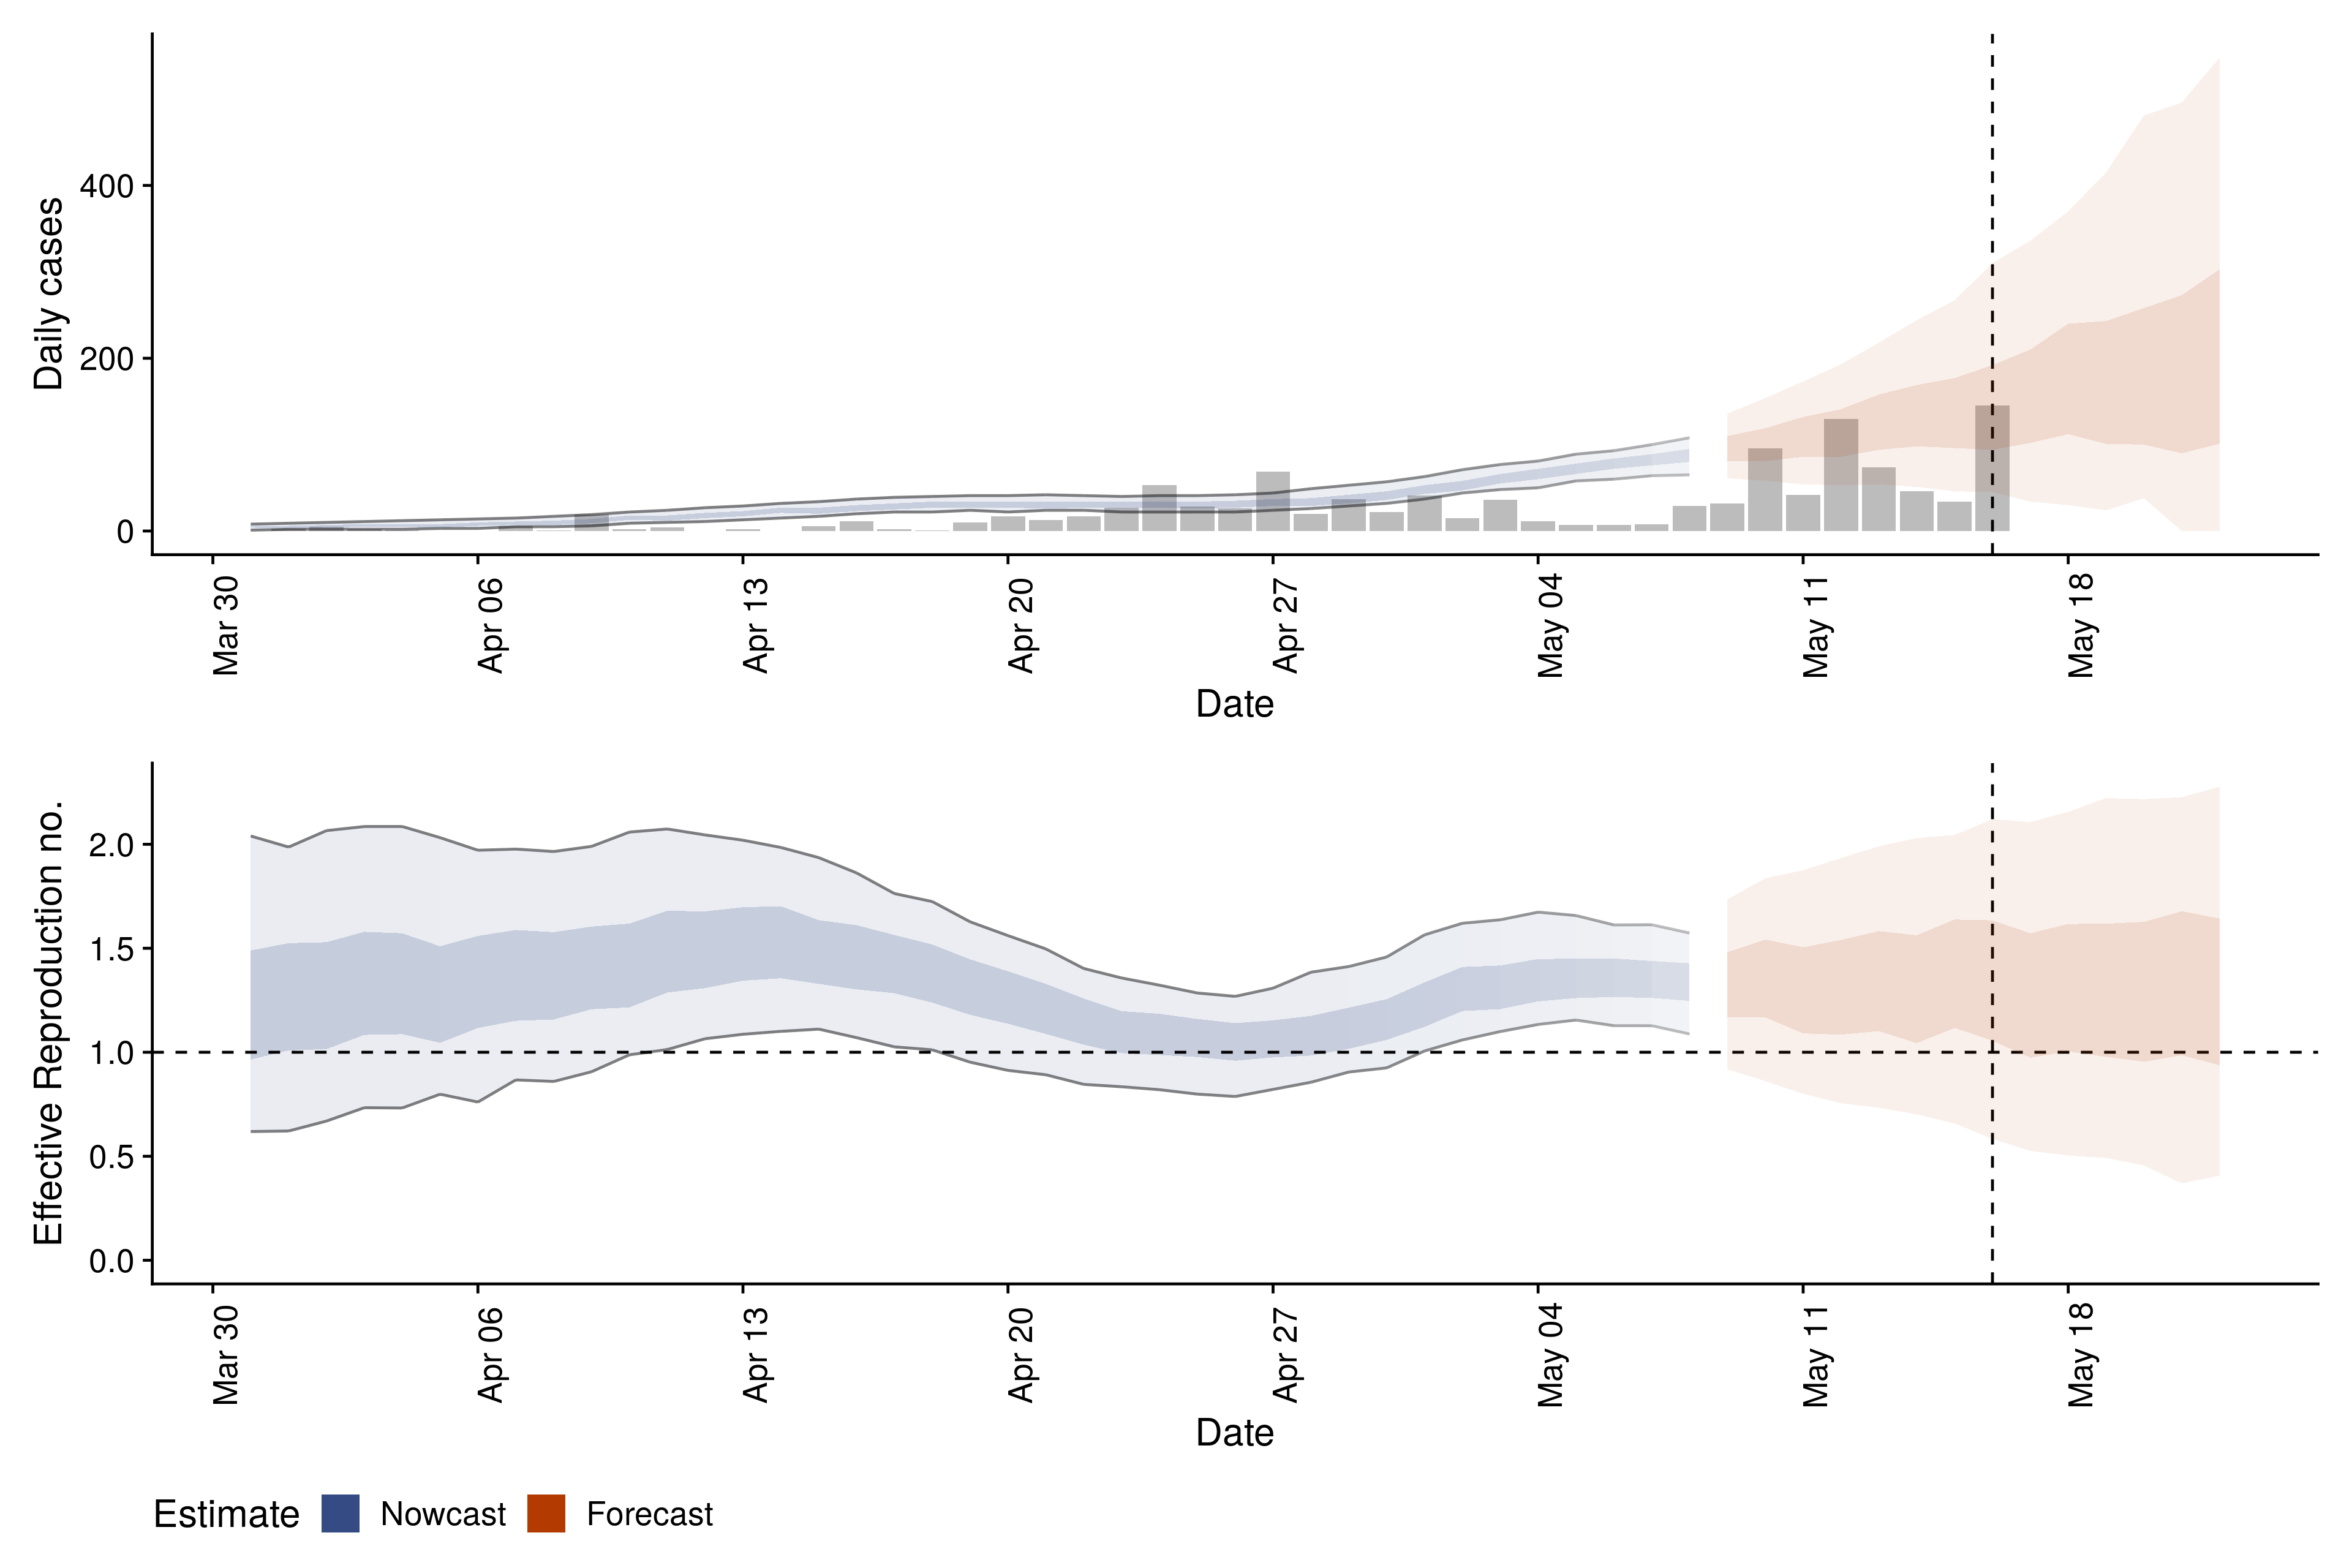 Daily cases
400
200
0
Mar 30
Apr 06
Apr 13
Apr 20
Apr 27
May 04
May 11
May 18
Date
Effective Reproduction no.
2.0
1.5
1.0
0.5
0.0
Mar 30
Apr 06
Apr 13
Apr 20
Apr 27
May 04
May 11
May 18
Date
Estimate Nowcast Forecast